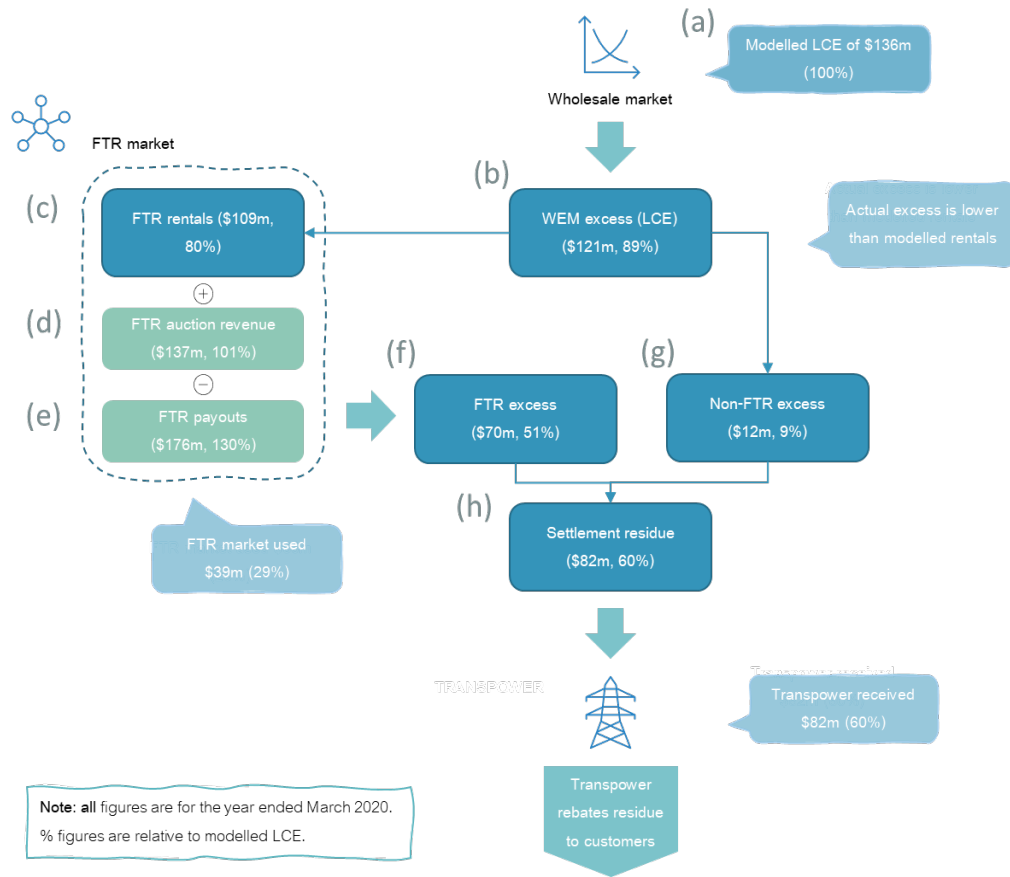 (a)
Modelled LCE of $136m
(100%)
Wholesale market
FTR market
(b)
(c)
FTR rentals ($109m,
80%)
WEM excess (LCE)
($121m, 89%)
Actual excess is lower
than modelled rentals
(d)
FTR auction revenue
($137m, 101%)
(e)
FTR payouts
($176m, 130%)
(f)
FTR excess
($70m, 51%)
(g)
Non-FTR excess
($12m, 9%)
(h)
Settlement residue
($82m, 60%)
FTR market used
$39m (29%)
TRANSPOWER
Transpower received
$82m (60%)
Transpower
rebates residue
to customers
Note: all figures are for the year ended March 2020.
% figures are relative to modelled LCE.